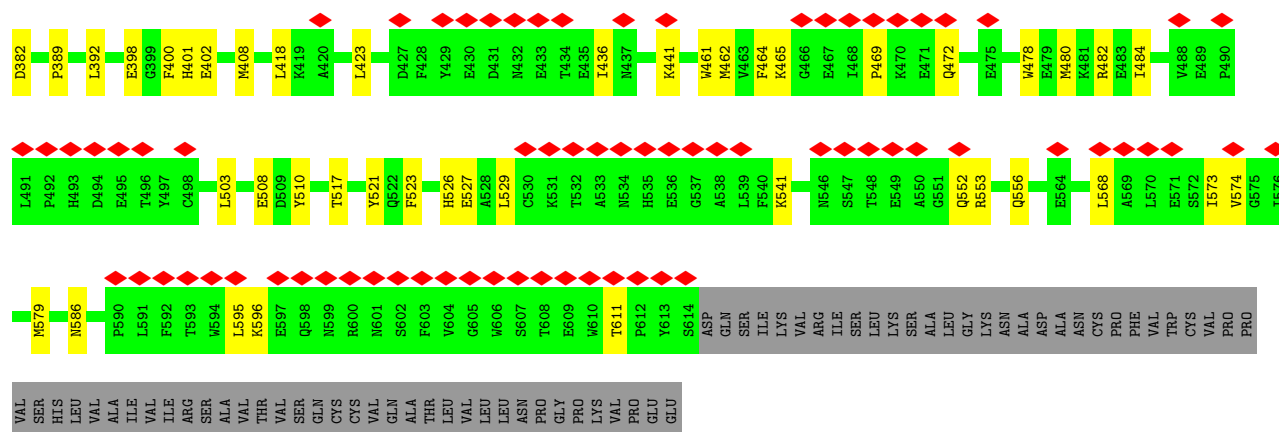 D382 P389 L392 E398 G399 F400 H401 E402 M408 L418 K419 A420 L423 D427 F428 Y429 E430 D431 N432 E433 T434 E435 I436 N437 K441 W461 M462 V463 F464 K465 G466 E467 I468 P469 K470 E471 Q472 E475 W478 E479 M480 K481 R482 E483 I484 V488 E489 P490
L491 P492 H493 D494 E495 T496 Y497 C498 L503 E508 D509 Y510 T517 Y521 Q522 F523 H526 E527 A528 L529 C530 K531 T532 A533 N534 H535 E536 G537 A538 L539 F540 K541 N546 S547 T548 E549 A550 G551 Q552 R553 Q556 E564 L568 A569 L570 E571 S572 I573 V574 G575 I576
M579 N586 P590 L591 F592 T593 W594 L595 K596 E597 Q598 N599 R600 N601 S602 F603 Y604 G605 W606 S607 T608 E609 W610 T611 P612 Y613 S614 ASP GLN SER ILE LYS VAL ARG ILE SER LEU LYS SER ALA LEU GLY LYS ASN ALA ASP ALA ASN CYS PRO PHE VAL TRP CYS VAL PRO PRO
VAL SER HIS LEU VAL ALA ILE VAL ILE ARG SER ALA VAL THR VAL SER GLN CYS CYS VAL GLN ALA THR LEU VAL LEU LEU ASN PRO GLY PRO LYS VAL PRO GLU GLU